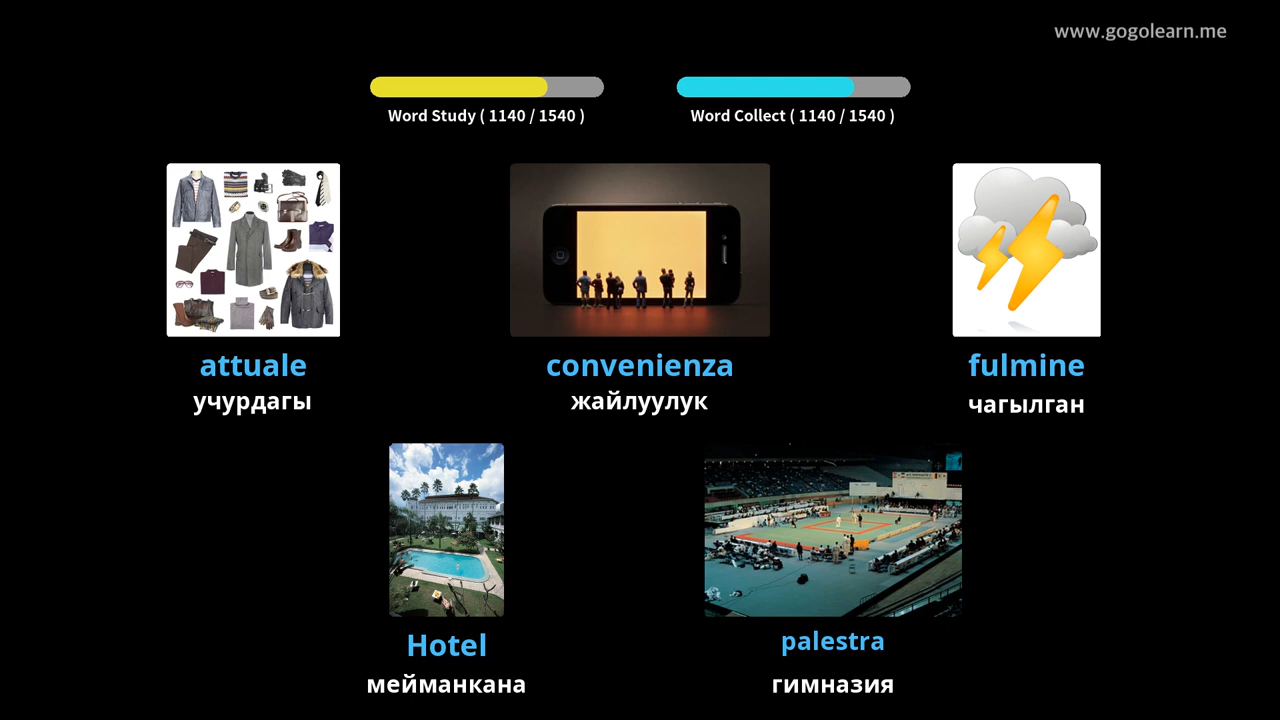 www.gogolearn.me
Word Study ( 1140 / 1540 )
Word Collect ( 1140 / 1540 )
attuale
учурдагы
convenienza
жайлуулук
fulmine
чагылган
Hotel
мейманкана
palestra
гимназия